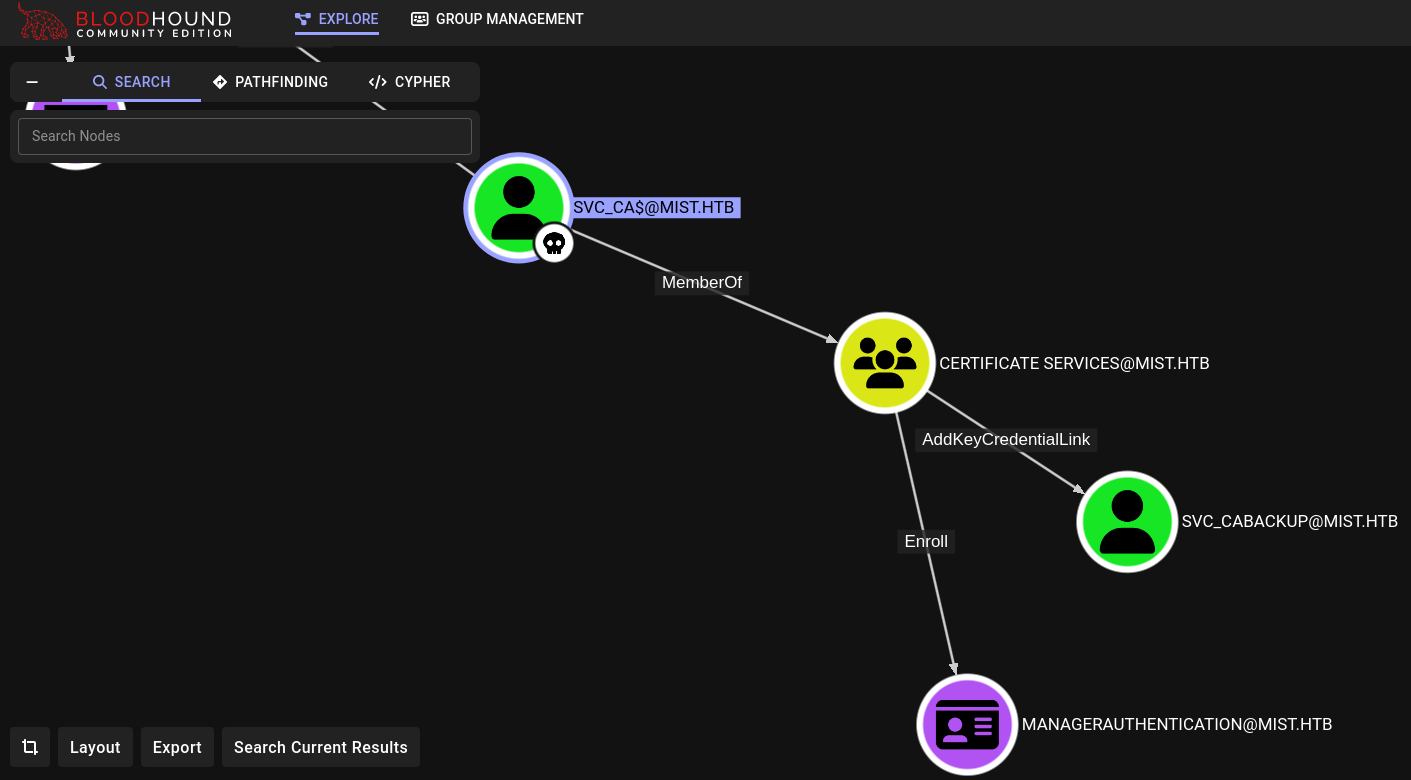 BLOODHOUND
COMMUNITY EDITION
EXPLORE
GROUP MANAGEMENT
SEARCH
PATHFINDING
CYPHER
Search Nodes
SVC_CA$@MIST.HTB
MemberOf
CERTIFICATE SERVICES@MIST.HTB
AddKeyCredentialLink
SVC_CABACKUP@MIST.HTB
Enroll
MANAGERAUTHENTICATION@MIST.HTB
Layout
Export
Search Current Results